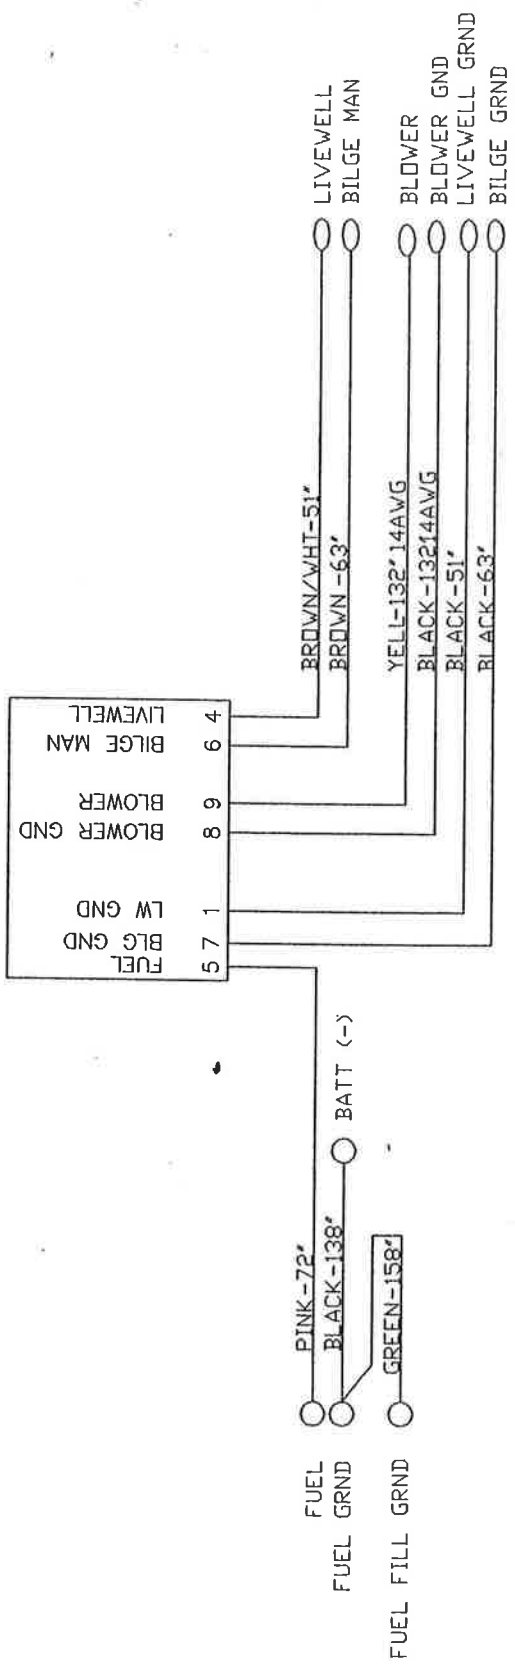 LIVEWELL
BILGE MAN
BLOWER
BLOWER GND
LIVEWELL GRND
BILGE GRND
BROWN/WHT-51"
BROWN-63"
YELL-132"14AWG
BLACK-13214AWG
BLACK-51"
BLACK-63"
LIVEWELL 4
BILGE MAN 6
BLOWER 9
BLOWER GND 8
LW GND 1
BLG GND 7
FUEL 5
BATT (-)
PINK-72"
BLACK-138"
GREEN-158"
FUEL
FUEL GRND
FUEL FILL GRND